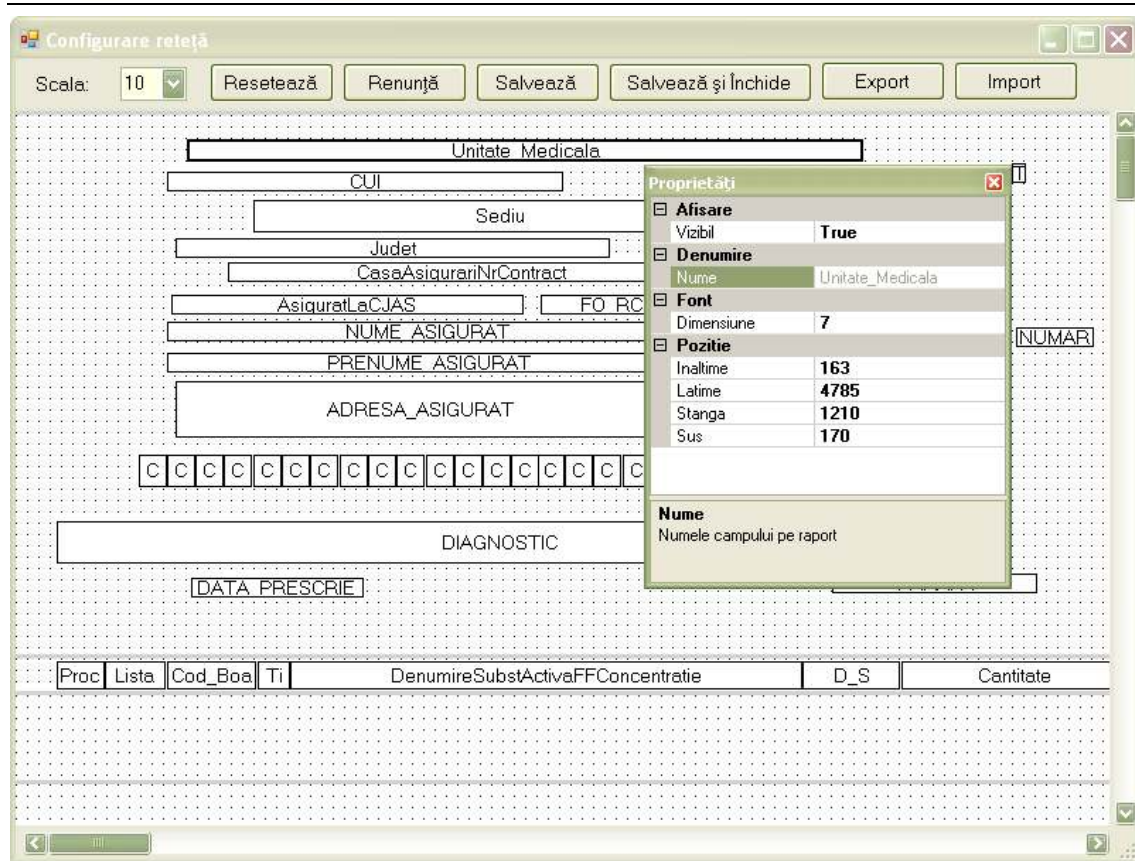 Configurare rețetă
Scala: 10 Resetează Renunță Salvează Salvează și Închide Export Import
Unitate_Medicala
CUI
Sediu
Judet
CasaAsigurariNrContract
AsiguratLaCJAS FO RC
NUME_ASIGURAT
PRENUME_ASIGURAT
NUMAR
ADRESA_ASIGURAT
C C C C C C C C C C C C C C C C C C
DIAGNOSTIC
DATA_PRESCRIE
Proc Lista Cod_Boa Ti DenumireSubstActivaFFConcentratie D_S Cantitate
Proprietăți
Afisare
Vizibil True
Denumire
Nume Unitate_Medicala
Font
Dimensiune 7
Pozitie
Inaltime 163
Latime 4785
Stanga 1210
Sus 170
Nume
Numele campului pe raport